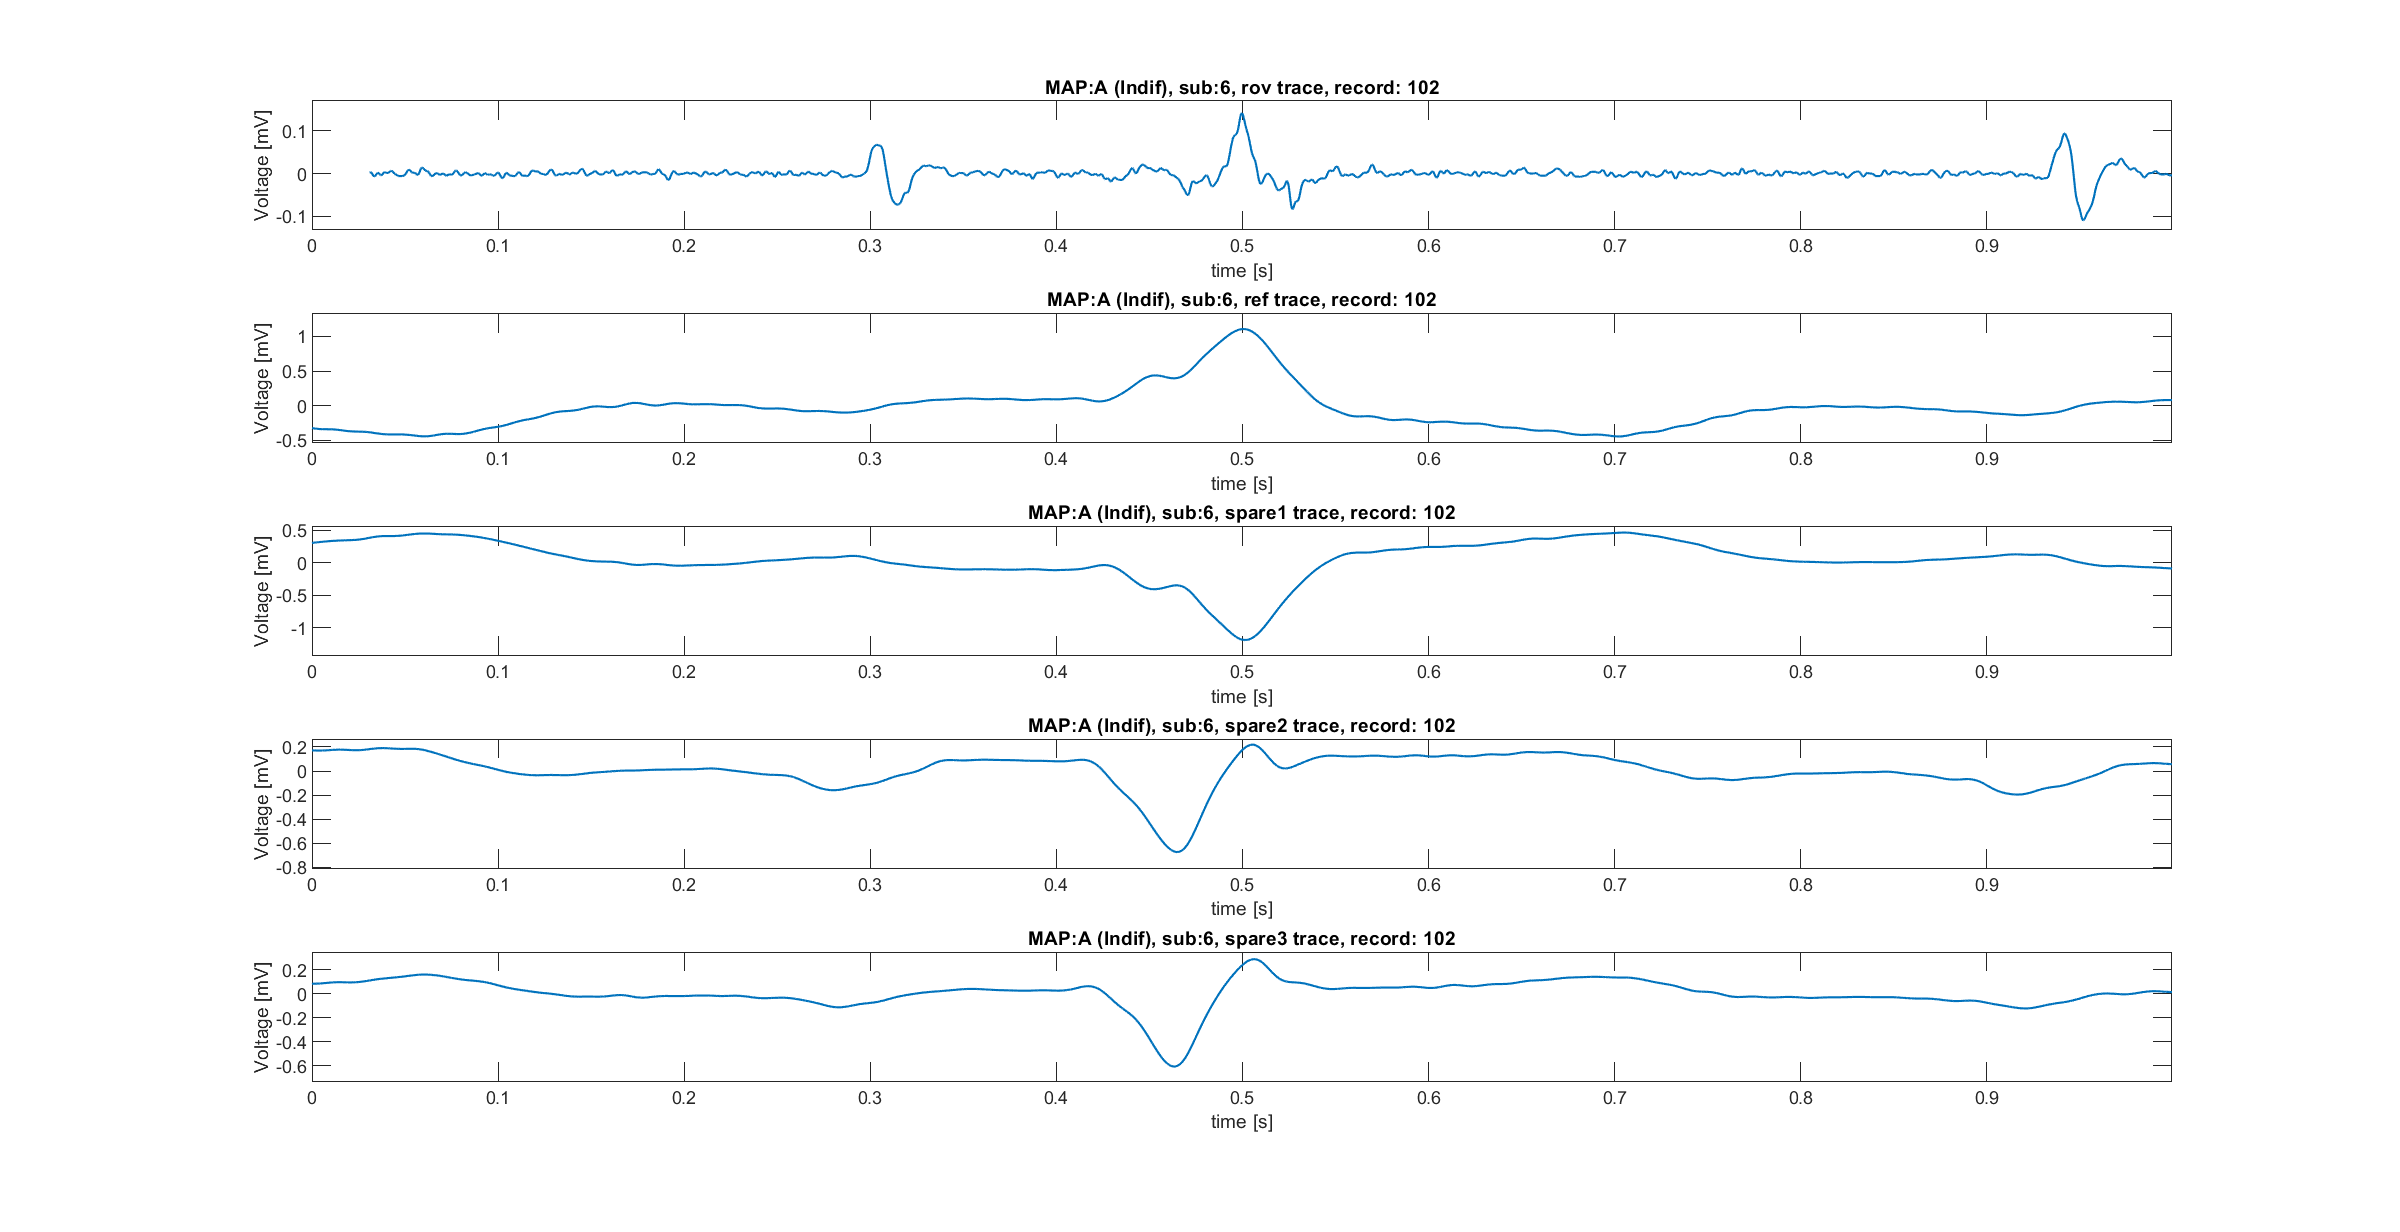 MAP:A (Indif), sub:6, rov trace, record: 102
Voltage [mV]
0.1
0
-0.1
0 0.1 0.2 0.3 0.4 0.5 0.6 0.7 0.8 0.9
time [s]
MAP:A (Indif), sub:6, ref trace, record: 102
Voltage [mV]
1
0.5
0
-0.5
0 0.1 0.2 0.3 0.4 0.5 0.6 0.7 0.8 0.9
time [s]
MAP:A (Indif), sub:6, spare1 trace, record: 102
Voltage [mV]
0.5
0
-0.5
-1
0 0.1 0.2 0.3 0.4 0.5 0.6 0.7 0.8 0.9
time [s]
MAP:A (Indif), sub:6, spare2 trace, record: 102
Voltage [mV]
0.2
0
-0.2
-0.4
-0.6
-0.8
0 0.1 0.2 0.3 0.4 0.5 0.6 0.7 0.8 0.9
time [s]
MAP:A (Indif), sub:6, spare3 trace, record: 102
Voltage [mV]
0.2
0
-0.2
-0.4
-0.6
0 0.1 0.2 0.3 0.4 0.5 0.6 0.7 0.8 0.9
time [s]